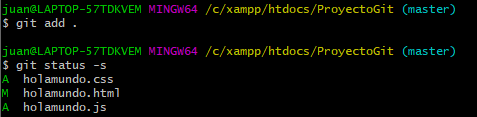 juan@LAPTOP-57TDKVEM MINGW64 /c/xampp/htdocs/ProyectoGit (master)
$ git add .
juan@LAPTOP-57TDKVEM MINGW64 /c/xampp/htdocs/ProyectoGit (master)
$ git status -s
A  holamundo.css
M  holamundo.html
A  holamundo.js